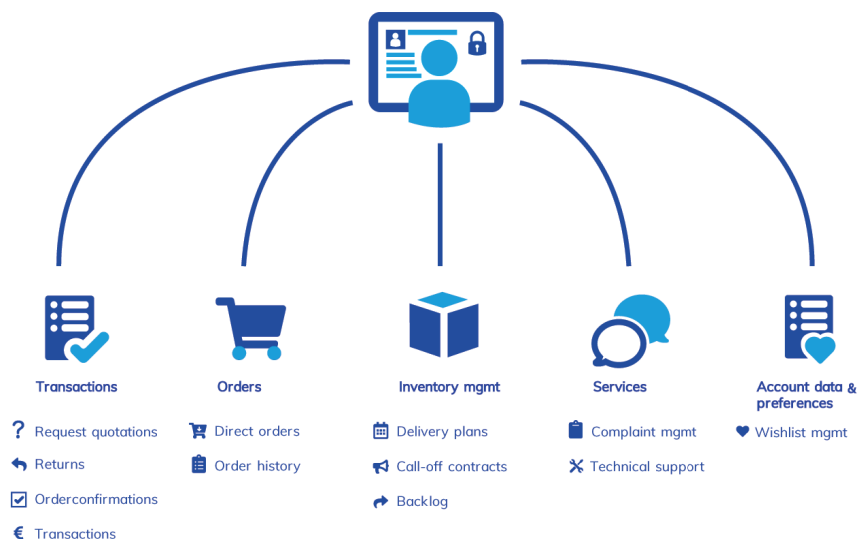 Transactions
Orders
Inventory mgmt
Services
Account data &
preferences
? Request quotations
Returns
Orderconfirmations
€ Transactions
Direct orders
Order history
Delivery plans
Call-off contracts
Backlog
Complaint mgmt
Technical support
Wishlist mgmt